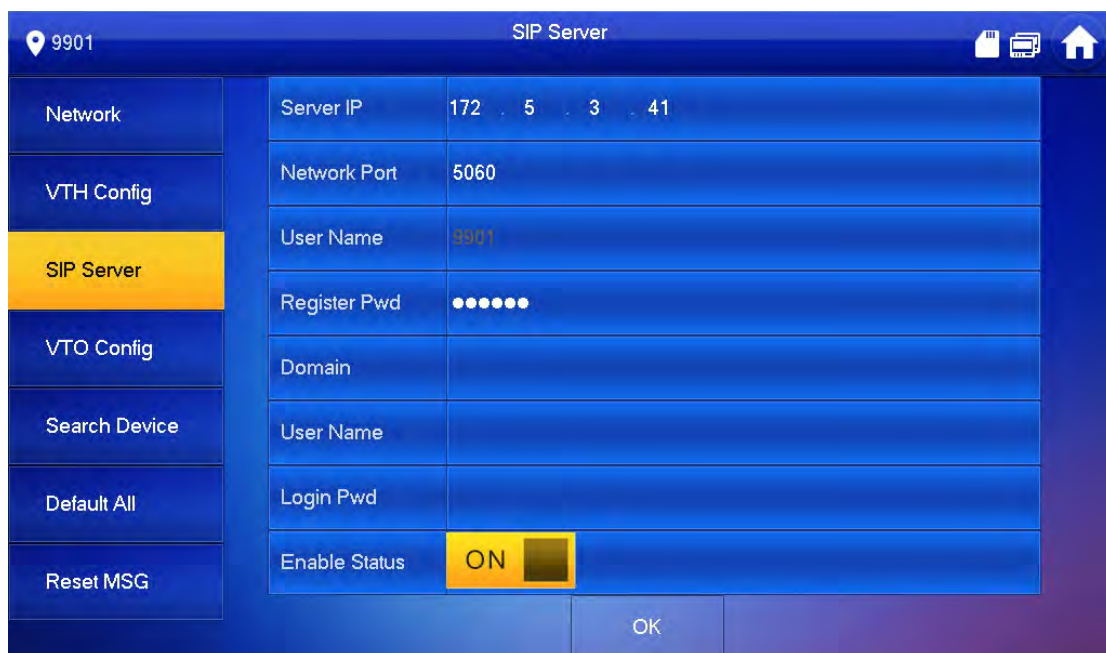 9901
SIP Server
Network
VTH Config
SIP Server
VTO Config
Search Device
Default All
Reset MSG
Server IP 172 . 5 . 3 . 41
Network Port 5060
User Name 9901
Register Pwd ●●●●●●
Domain
User Name
Login Pwd
Enable Status ON
OK